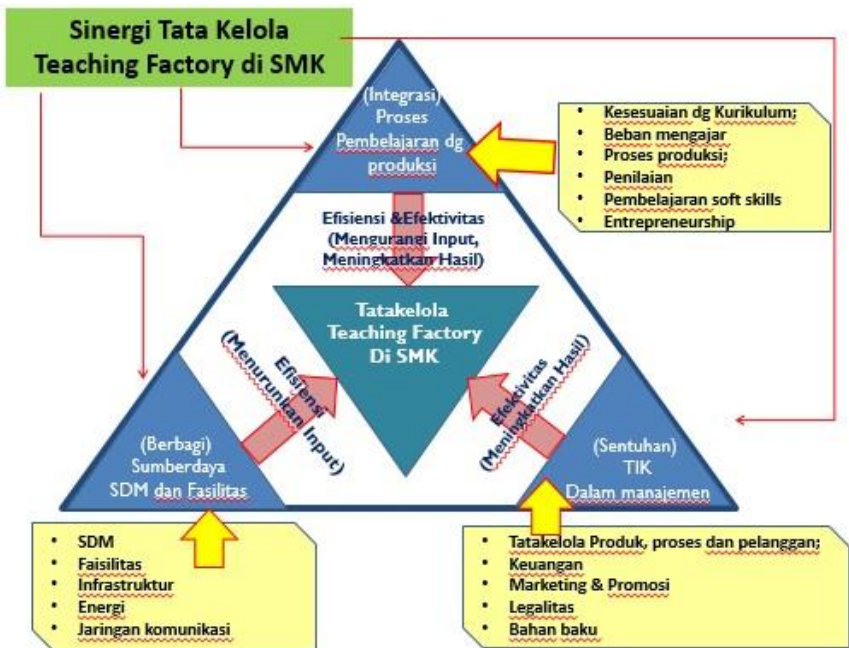 Sinergi Tata Kelola
Teaching Factory di SMK
(Integrasi)
Proses
Pembelajaran dg
produksi
• Kesesuaian dg Kurikulum;
• Beban mengajar
• Proses produksi;
• Penilaian
• Pembelajaran soft skills
• Entrepreneurship
Efisiensi &Efektivitas
(Mengurangi Input,
Meningkatkan Hasil)
Tatakelola
Teaching Factory
Di SMK
Efisiensi
(Menurunkan Input)
Efektivitas
(Meningkatkan Hasil)
(Berbagi)
Sumberdaya
SDM dan Fasilitas
(Sentuhan)
TIK
Dalam manajemen
• SDM
• Faisilitas
• Infrastruktur
• Energi
• Jaringan komunikasi
• Tatakelola Produk, proses dan pelanggan;
• Keuangan
• Marketing & Promosi
• Legalitas
• Bahan baku